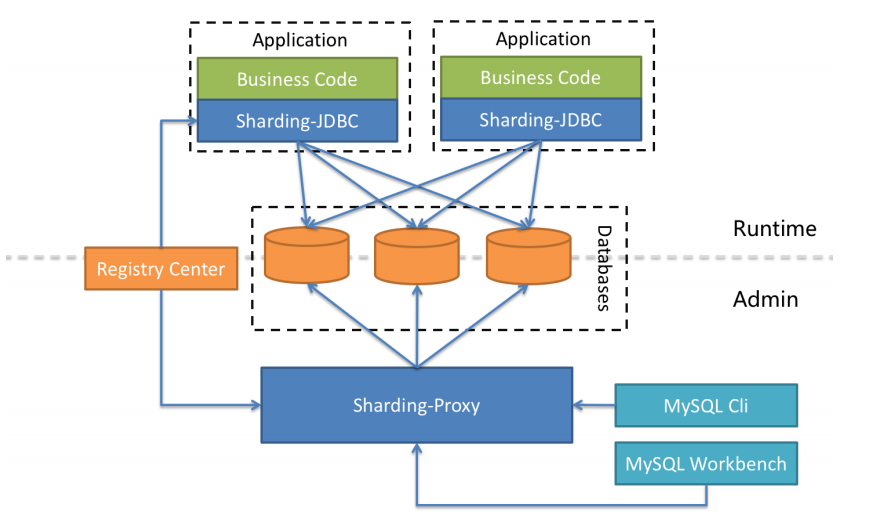 Application
Business Code
Sharding-JDBC
Application
Business Code
Sharding-JDBC
Databases
Runtime
Registry Center
Admin
Sharding-Proxy
MySQL Cli
MySQL Workbench